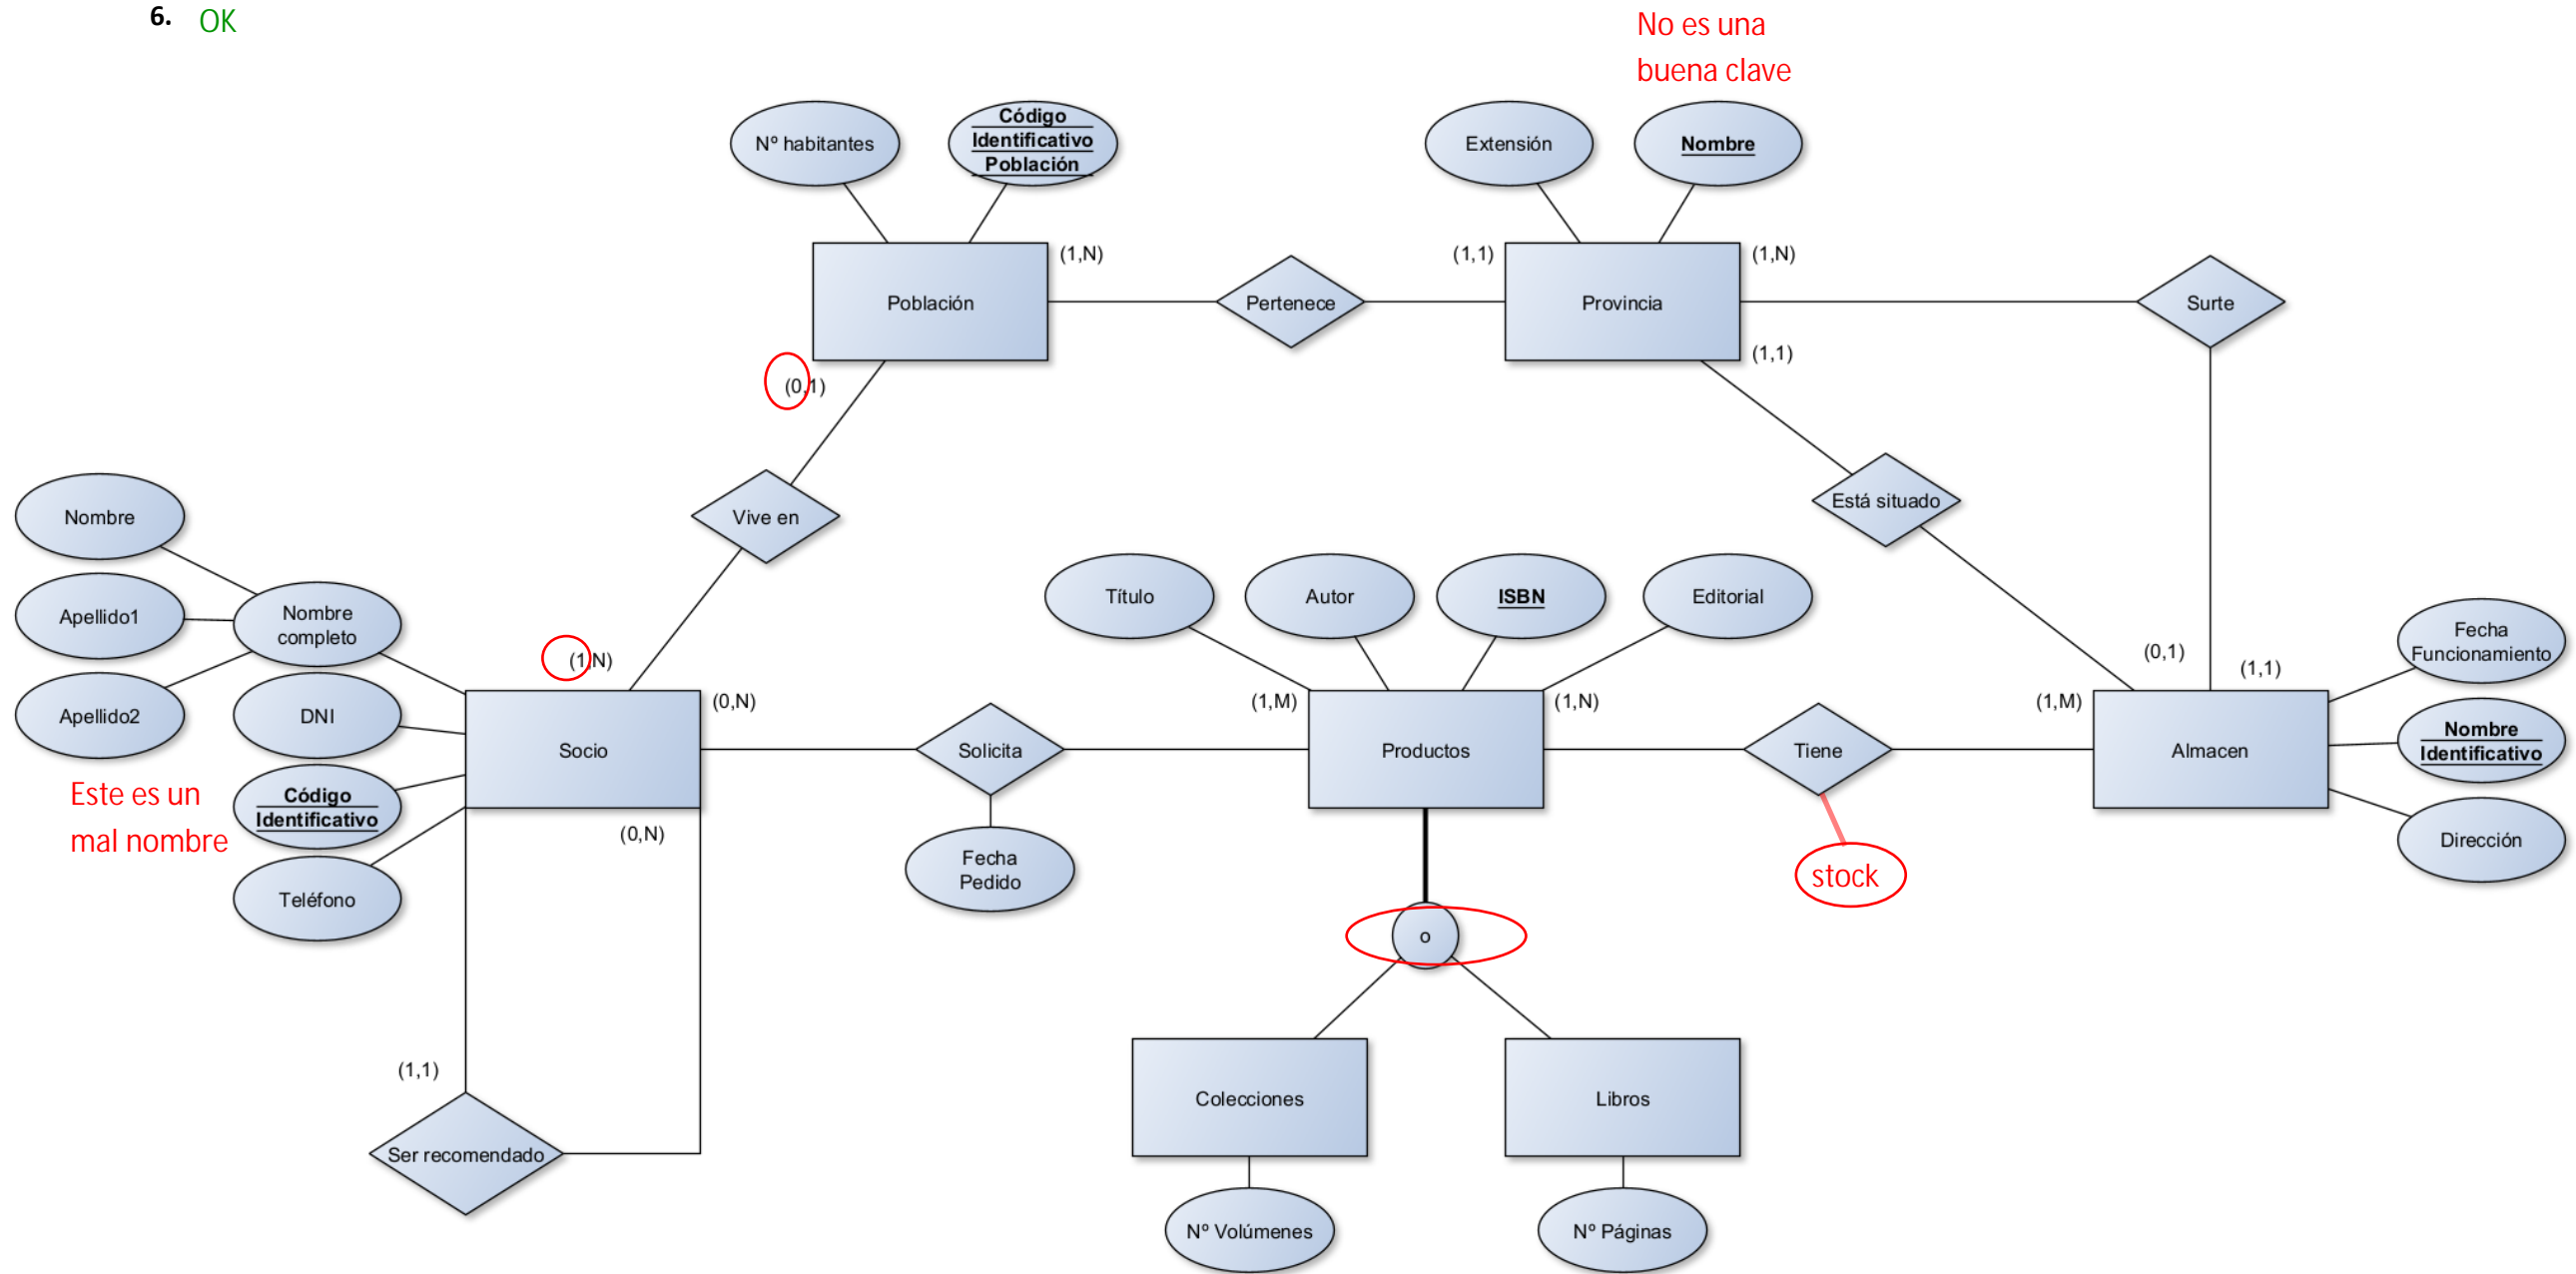 6. OK
No es una
buena clave
Nº habitantes
Código
Identificativo
Población
Extensión
Nombre
(1,N)
(1,1)
(1,N)
Población
Pertenece
Provincia
Surte
(1,1)
(0,1)
Nombre
Vive en
Está situado
Título
Autor
ISBN
Editorial
Apellido1
Nombre
completo
Fecha
Funcionamiento
(1,N)
(0,1)
(1,1)
Apellido2
DNI
(0,N)
(1,M)
(1,N)
(1,M)
Socio
Solicita
Productos
Tiene
Almacen
Nombre
Identificativo
Este es un
mal nombre
Código
Identificativo
(0,N)
Dirección
Teléfono
Fecha
Pedido
stock
o
(1,1)
Colecciones
Libros
Ser recomendado
Nº Volúmenes
Nº Páginas